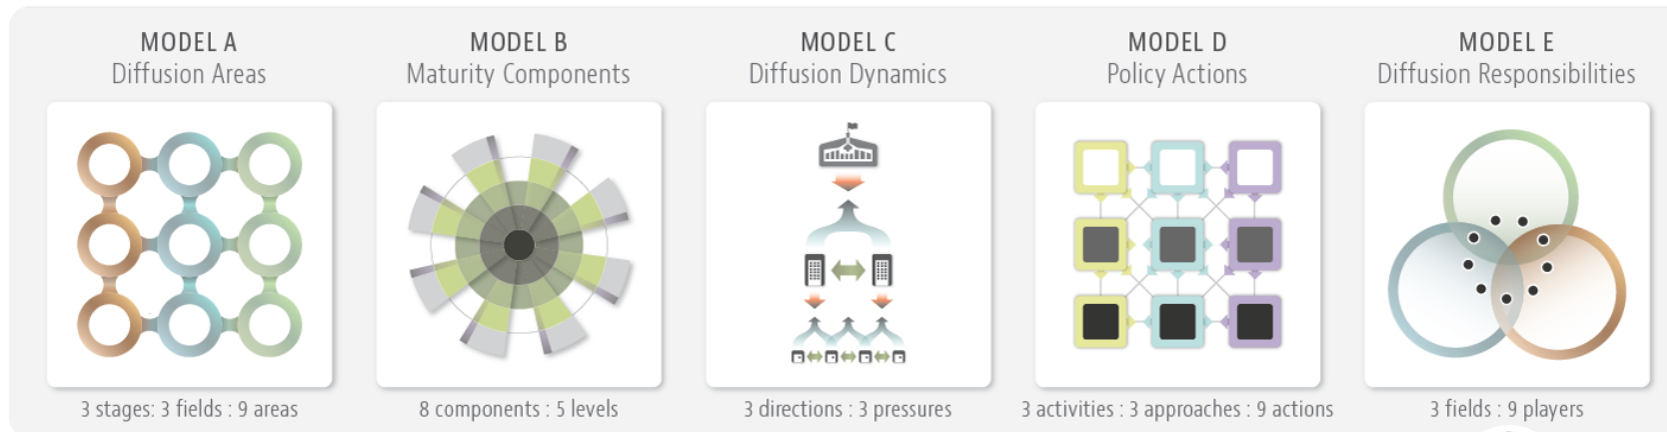 MODEL A
Diffusion Areas
3 stages: 3 fields : 9 areas
MODEL B
Maturity Components
8 components : 5 levels
MODEL C
Diffusion Dynamics
3 directions : 3 pressures
MODEL D
Policy Actions
3 activities : 3 approaches : 9 actions
MODEL E
Diffusion Responsibilities
3 fields : 9 players